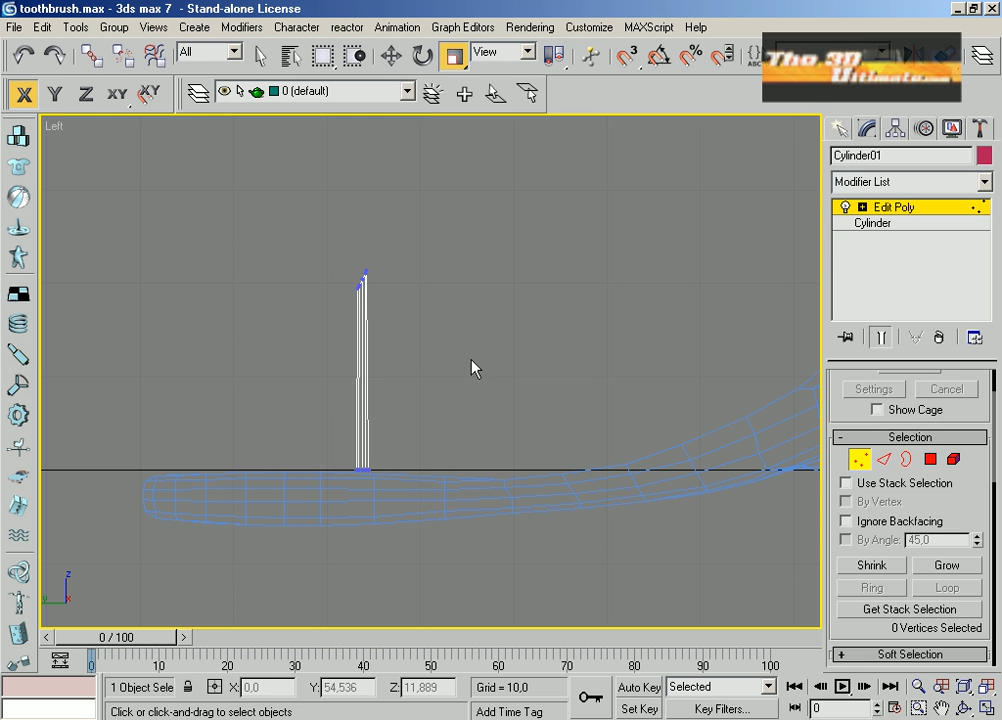 toothbrush.max - 3ds max 7 - Stand-alone License
File Edit Tools Group Views Create Modifiers Character reactor Animation Graph Editors Rendering Customize MAXScript Help
All
View
The 3D
Ultimate.com
X Y Z XY XY
0 (default)
Left
Cylinder01
Modifier List
Edit Poly
Cylinder
Settings Cancel
Show Cage
- Selection
Use Stack Selection
By Vertex
Ignore Backfacing
By Angle: 45,0
Shrink Grow
Ring Loop
Get Stack Selection
0 Vertices Selected
+ Soft Selection
z
y x
< 0 / 100 >
0 10 20 30 40 50 60 70 80 90 100
1 Object Sele X: 0,0 Y: 54,536 Z: 11,889 Grid = 10,0 Auto Key Selected
Click or click-and-drag to select objects Add Time Tag Set Key Key Filters... 0